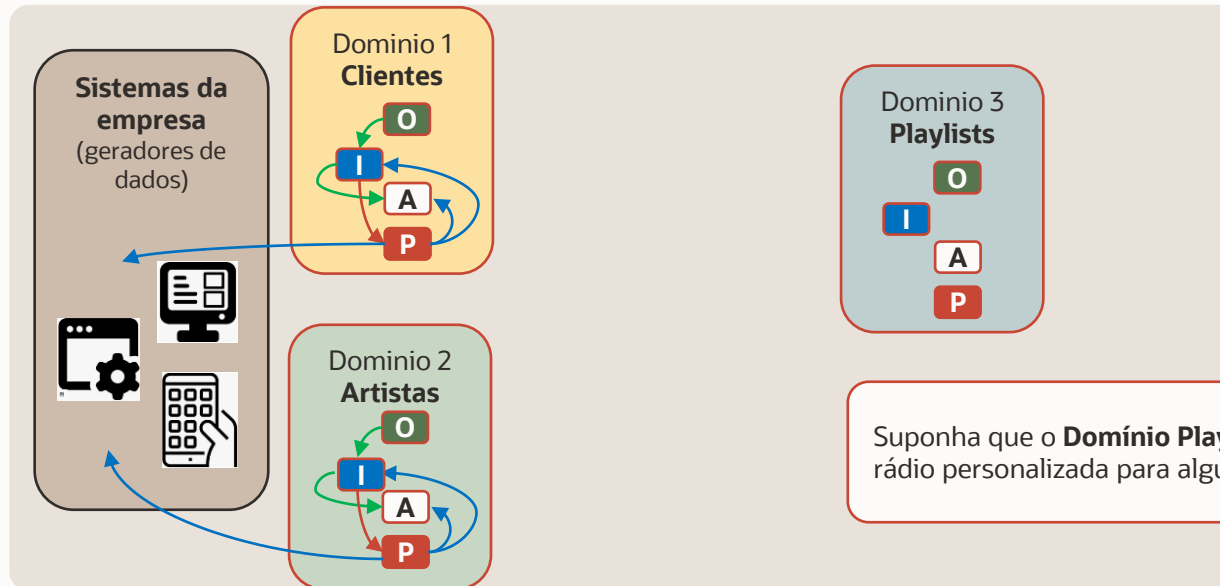 Sistemas da
empresa
(geradores de
dados)
Dominio 1
Clientes
O
I
A
P
Dominio 2
Artistas
O
I
A
P
Dominio 3
Playlists
O
I
A
P
Suponha que o Domínio Play
rádio personalizada para algu